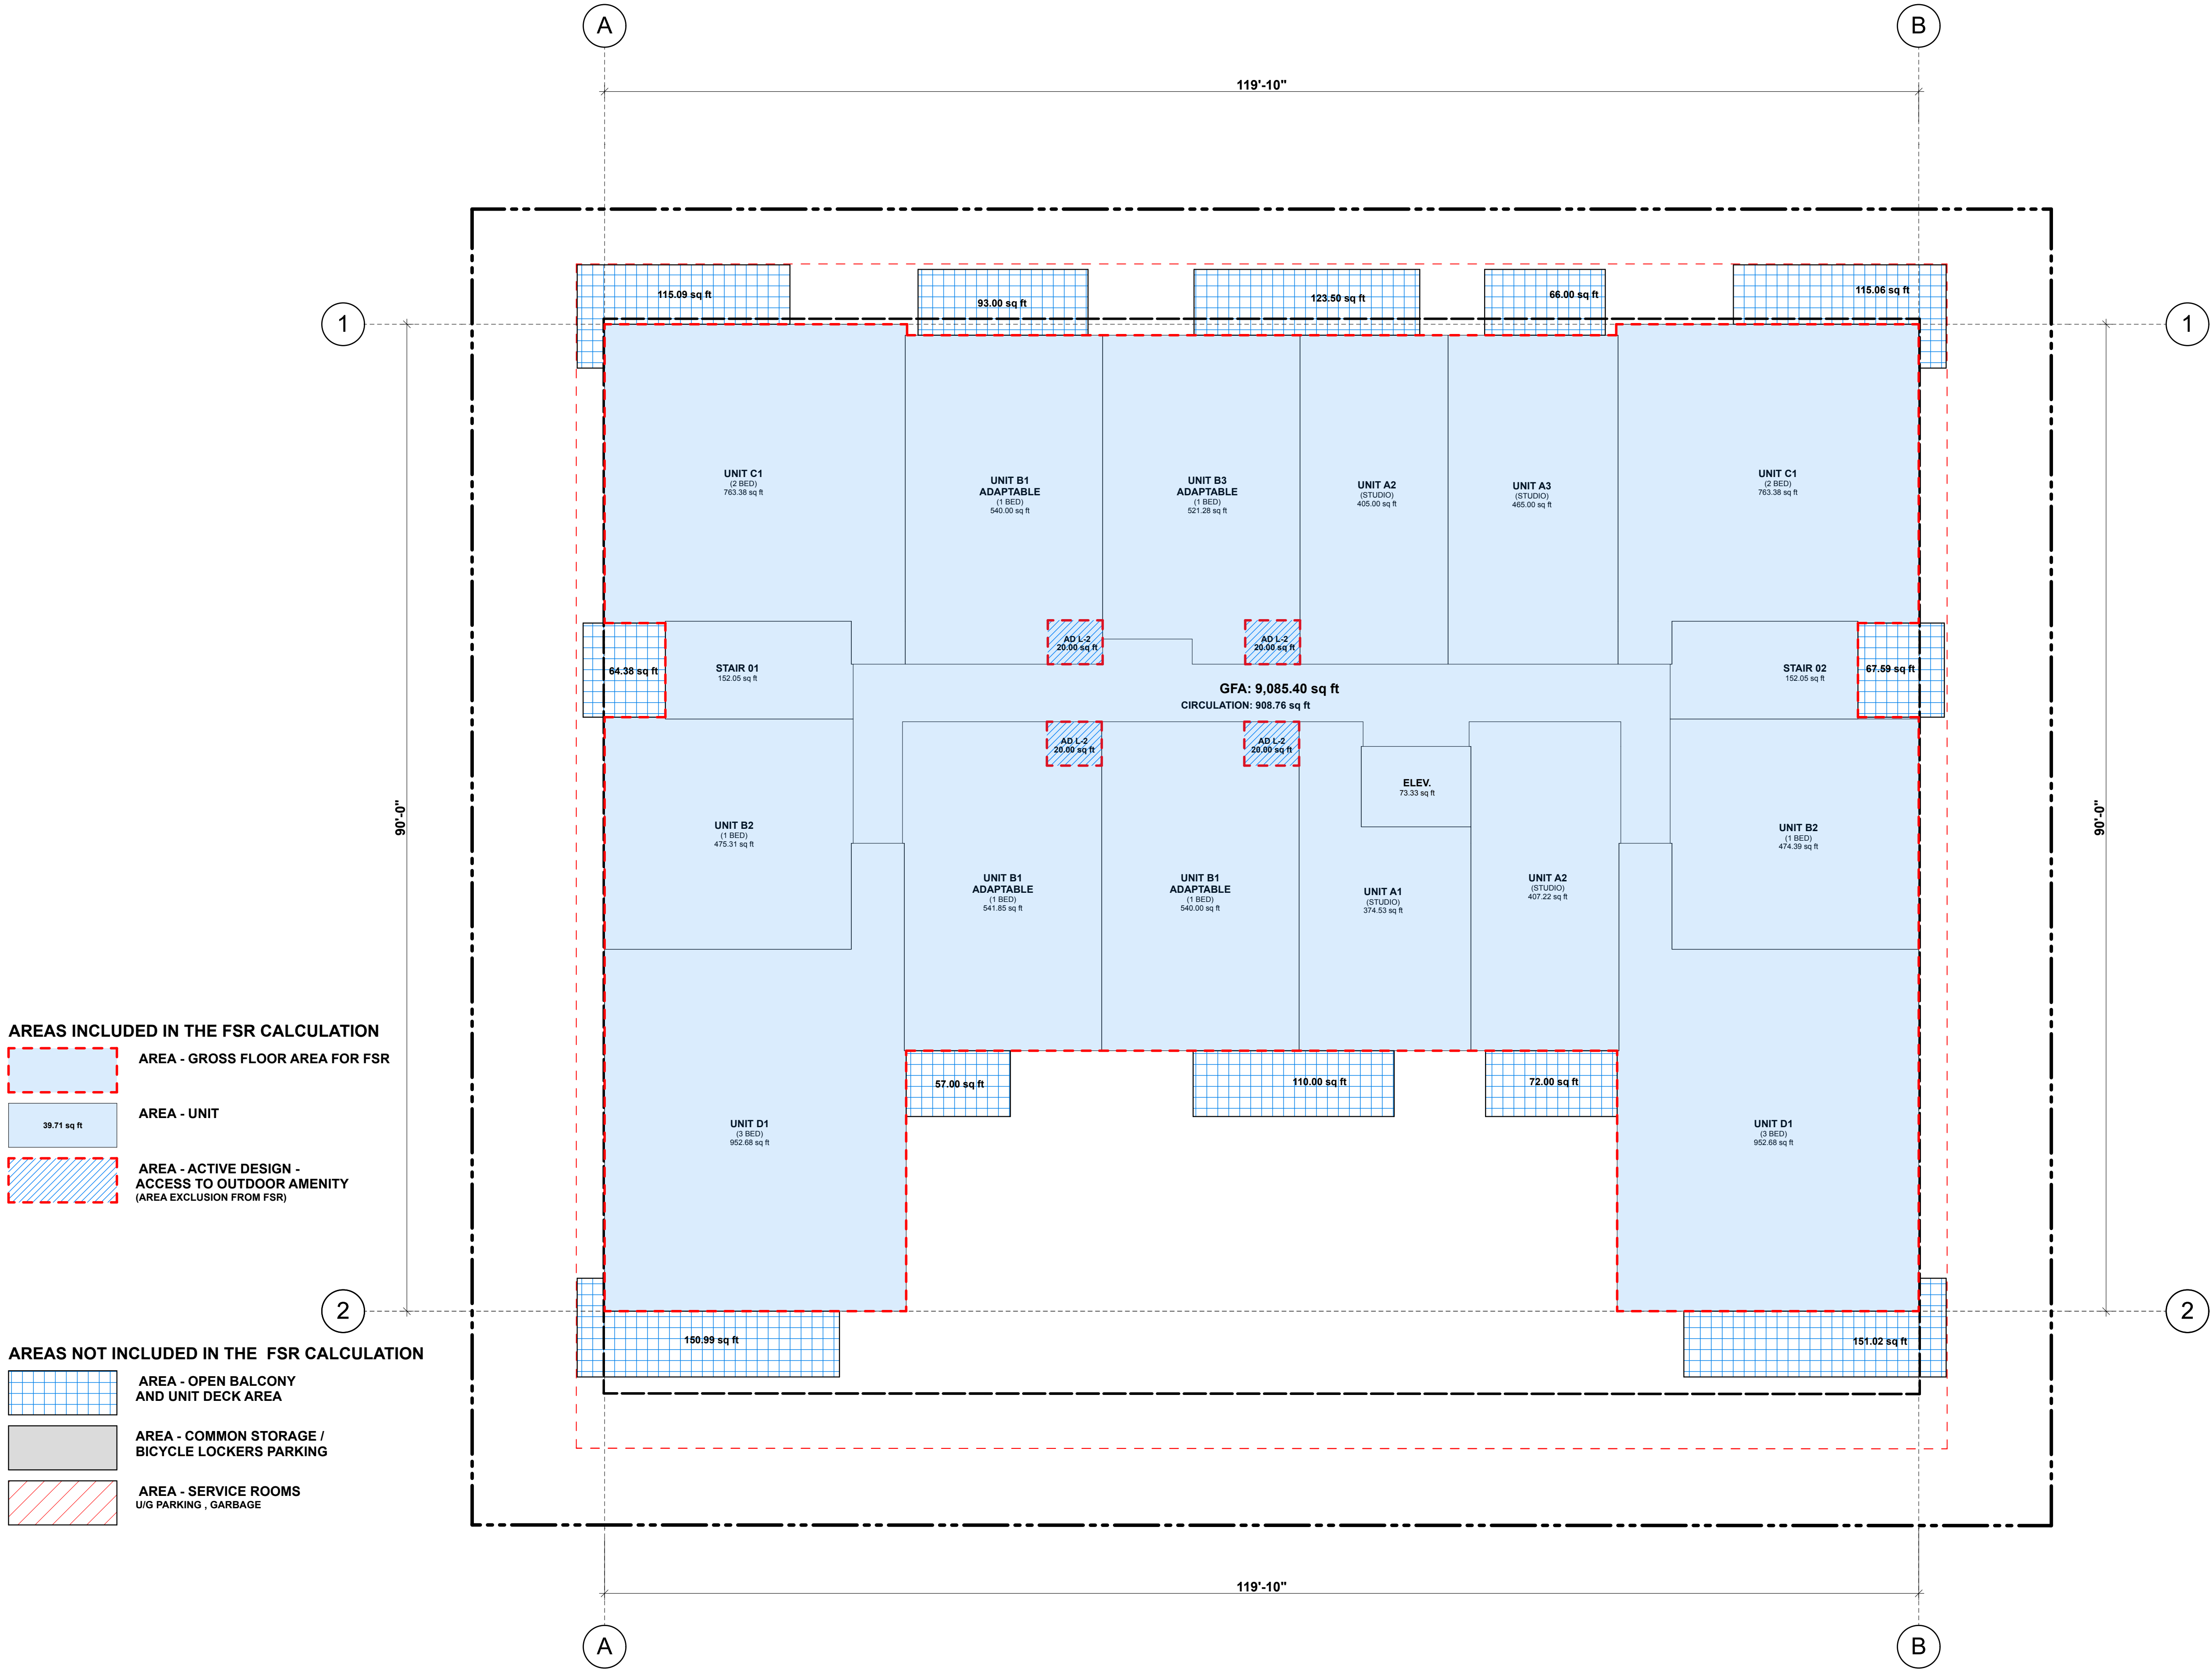 A
B
119'-10"
1
1
115.09 sq ft
93.00 sq ft
123.50 sq ft
66.00 sq ft
115.06 sq ft
UNIT C1
(2 BED)
763.38 sq ft
UNIT B1
ADAPTABLE
(1 BED)
540.00 sq ft
UNIT B3
ADAPTABLE
(1 BED)
521.28 sq ft
UNIT A2
(STUDIO)
405.00 sq ft
UNIT A3
(STUDIO)
465.00 sq ft
UNIT C1
(2 BED)
763.38 sq ft
AD L-2
20.00 sq ft
AD L-2
20.00 sq ft
64.38 sq ft
STAIR 01
152.05 sq ft
STAIR 02
152.05 sq ft
67.59 sq ft
GFA: 9,085.40 sq ft
CIRCULATION: 908.76 sq ft
AD L-2
20.00 sq ft
AD L-2
20.00 sq ft
ELEV.
73.33 sq ft
90'-0"
90'-0"
UNIT B2
(1 BED)
475.31 sq ft
UNIT B2
(1 BED)
474.39 sq ft
UNIT B1
ADAPTABLE
(1 BED)
541.85 sq ft
UNIT B1
ADAPTABLE
(1 BED)
540.00 sq ft
UNIT A1
(STUDIO)
374.53 sq ft
UNIT A2
(STUDIO)
407.22 sq ft
57.00 sq ft
110.00 sq ft
72.00 sq ft
UNIT D1
(3 BED)
952.68 sq ft
UNIT D1
(3 BED)
952.68 sq ft
150.99 sq ft
151.02 sq ft
2
2
119'-10"
A
B
AREAS INCLUDED IN THE FSR CALCULATION
AREA - GROSS FLOOR AREA FOR FSR
39.71 sq ft
AREA - UNIT
AREA - ACTIVE DESIGN -
ACCESS TO OUTDOOR AMENITY
(AREA EXCLUSION FROM FSR)
AREAS NOT INCLUDED IN THE FSR CALCULATION
AREA - OPEN BALCONY
AND UNIT DECK AREA
AREA - COMMON STORAGE /
BICYCLE LOCKERS PARKING
AREA - SERVICE ROOMS
U/G PARKING , GARBAGE